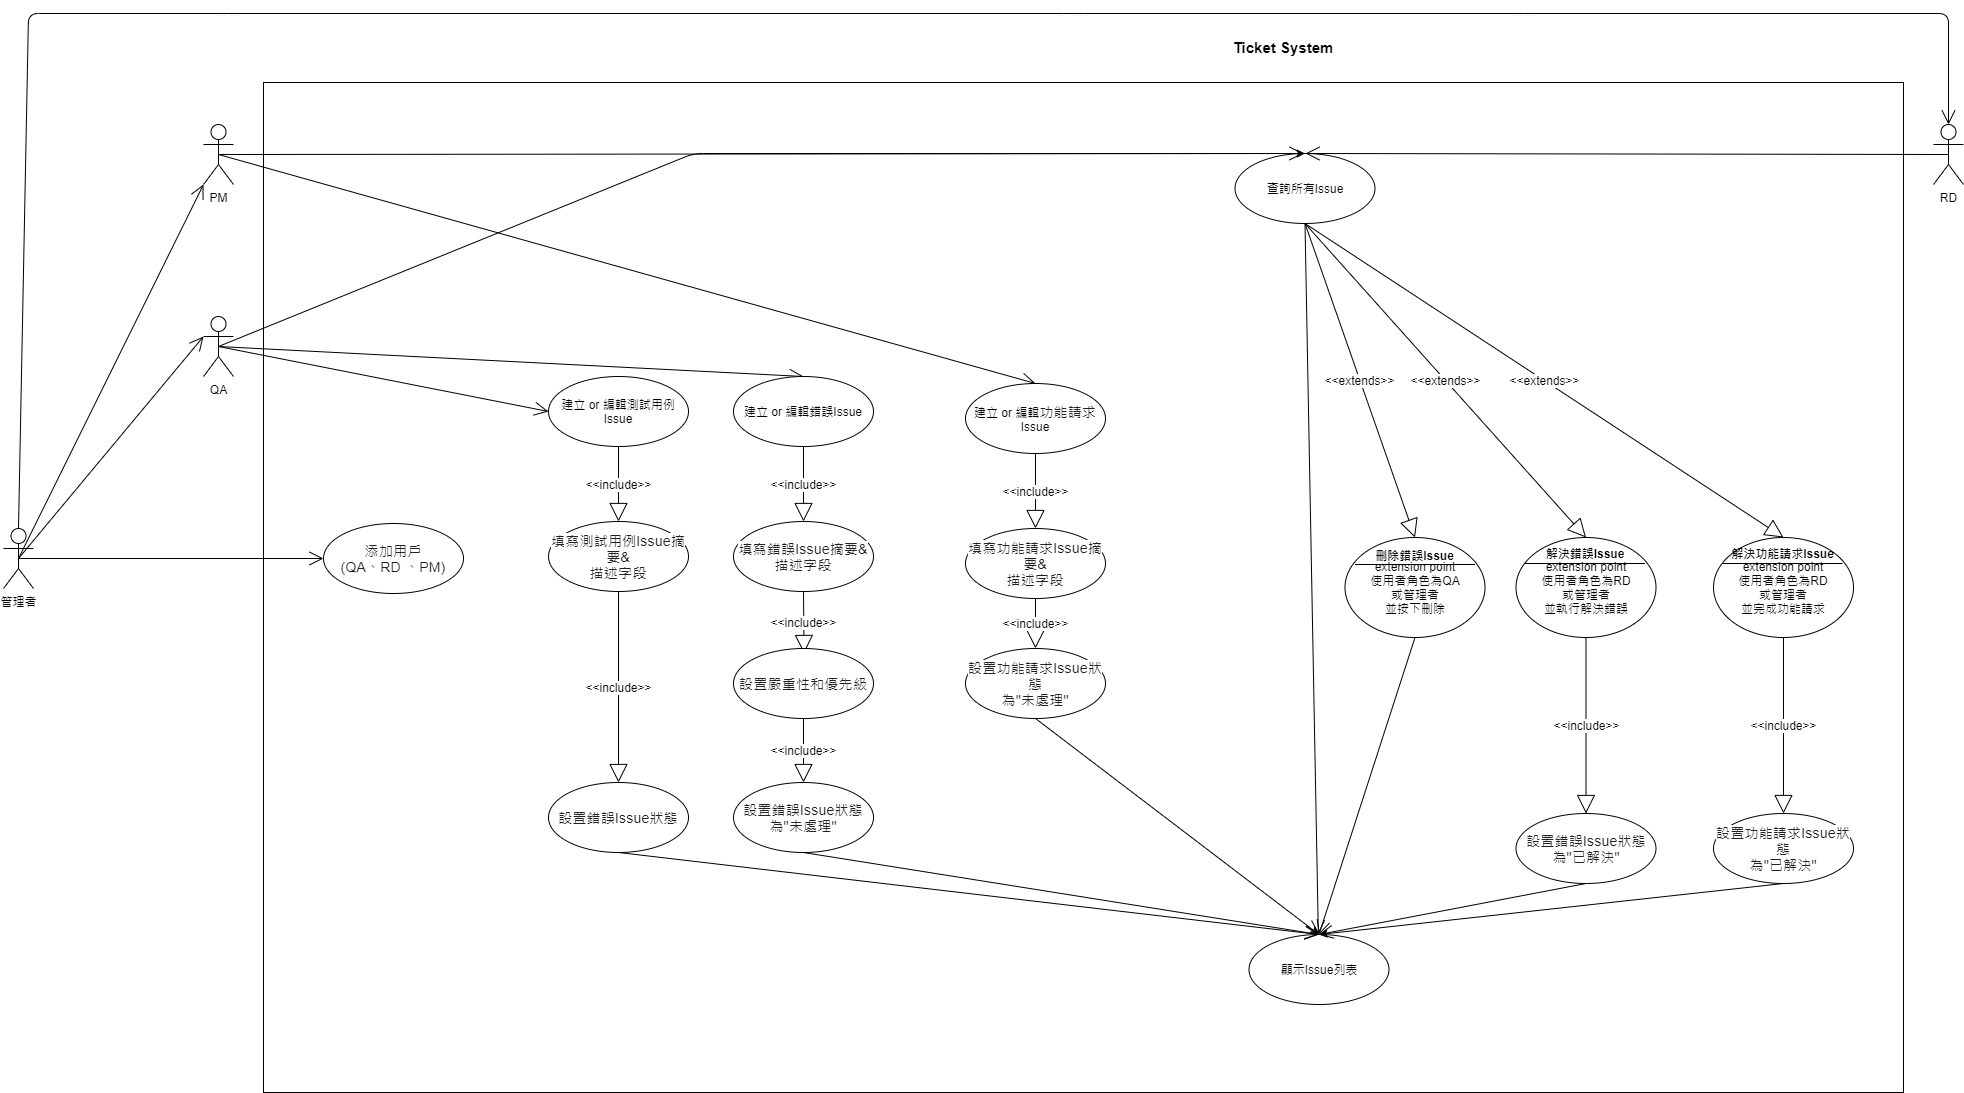 Ticket System
PM
RD
查詢所有Issue
QA
<<extends>>
<<extends>>
<<extends>>
建立 or 編輯測試用例
Issue
建立 or 編輯錯誤Issue
建立 or 編輯功能請求
Issue
<<include>>
<<include>>
<<include>>
管理者
添加用戶
(QA、RD 、PM)
填寫測試用例Issue摘
要&
描述字段
填寫錯誤Issue摘要&
描述字段
填寫功能請求Issue摘
要&
描述字段
刪除錯誤Issue
extension point
使用者角色為QA
或管理者
並按下刪除
解決錯誤Issue
extension point
使用者角色為RD
或管理者
並執行解決錯誤
解決功能請求Issue
extension point
使用者角色為RD
或管理者
並完成功能請求
<<include>>
<<include>>
<<include>>
設置嚴重性和優先級
設置功能請求Issue狀
態
為"未處理"
<<include>>
<<include>>
<<include>>
設置錯誤Issue狀態
設置錯誤Issue狀態
為"未處理"
設置錯誤Issue狀態
為"已解決"
設置功能請求Issue狀
態
為"已解決"
<<include>>
顯示Issue列表